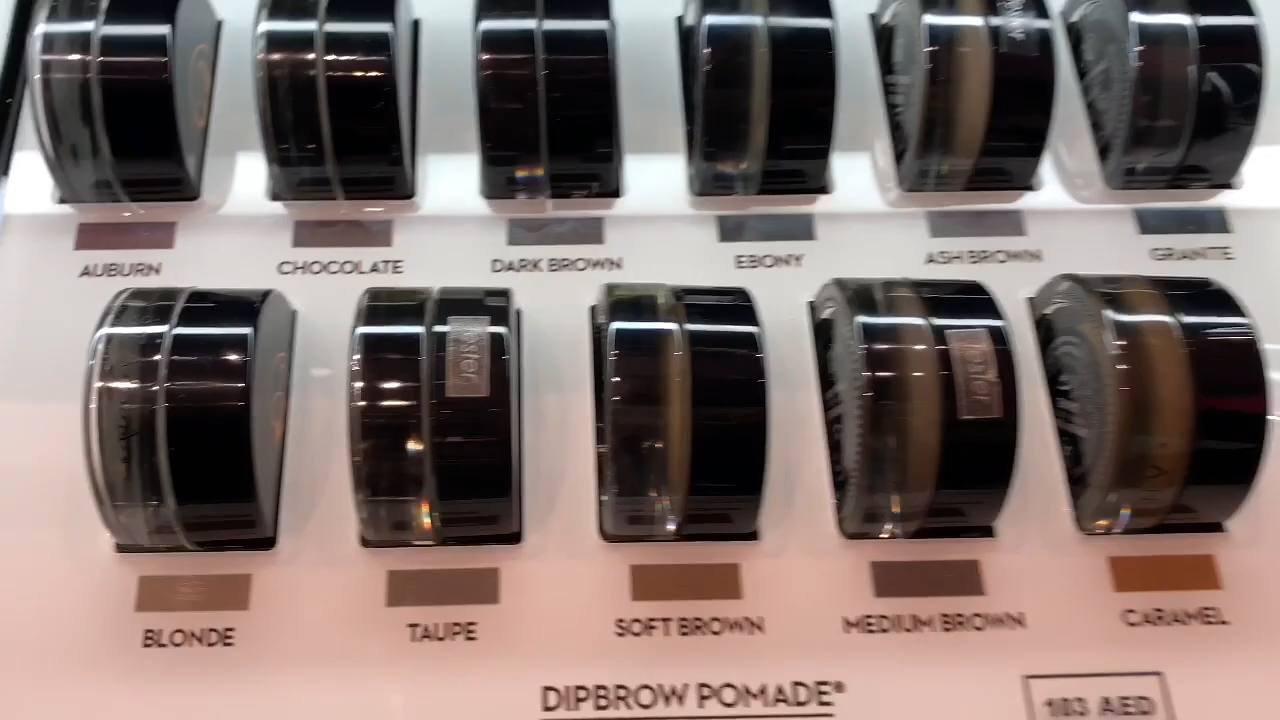 AUBURN
CHOCOLATE
DARK BROWN
EBONY
ASH BROWN
GRANITE
BLONDE
TAUPE
SOFT BROWN
MEDIUM BROWN
CARAMEL
DIPBROW POMADE®
103 AED